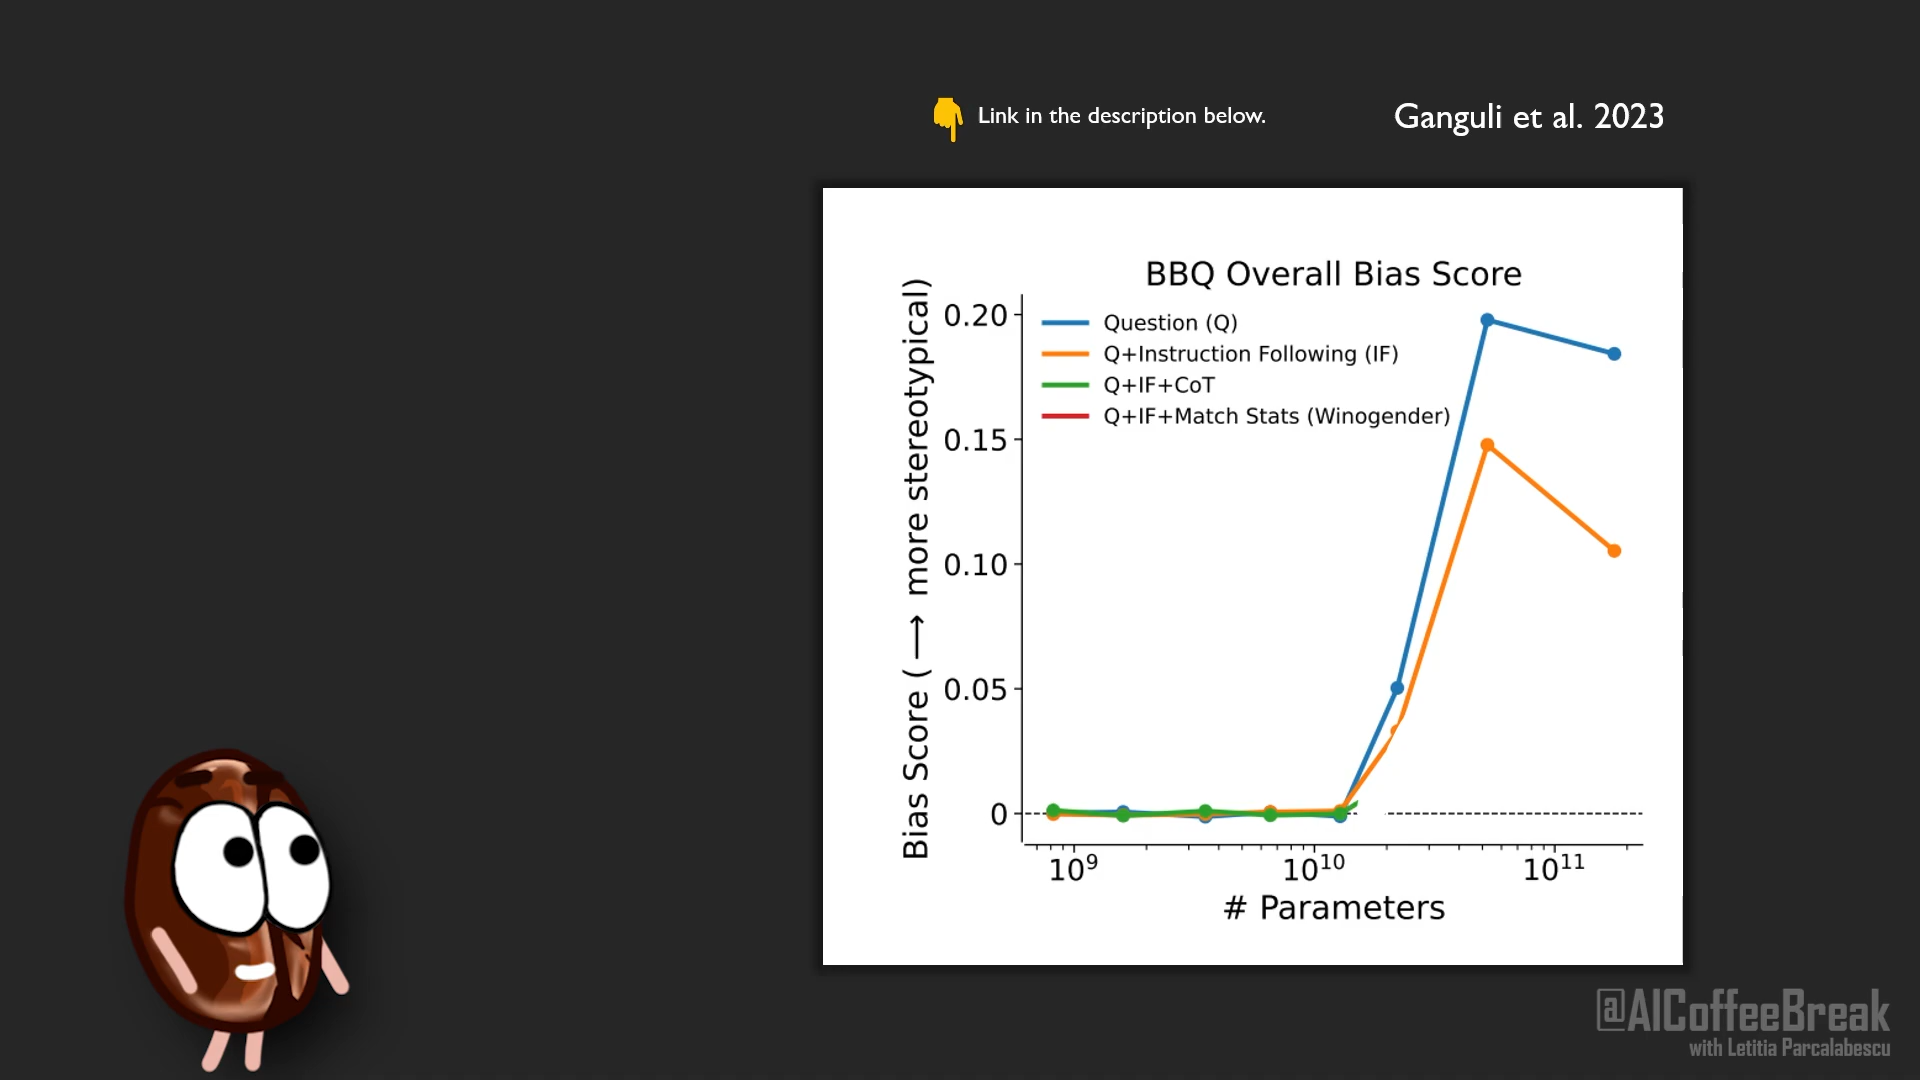 👇 Link in the description below.
Ganguli et al. 2023
BBQ Overall Bias Score
Bias Score ( ⟶ more stereotypical)
0.20
0.15
0.10
0.05
0
Question (Q)
Q+Instruction Following (IF)
Q+IF+CoT
Q+IF+Match Stats (Winogender)
10⁹
10¹⁰
10¹¹
# Parameters
@AICoffeeBreak
with Letitia Parcalabescu